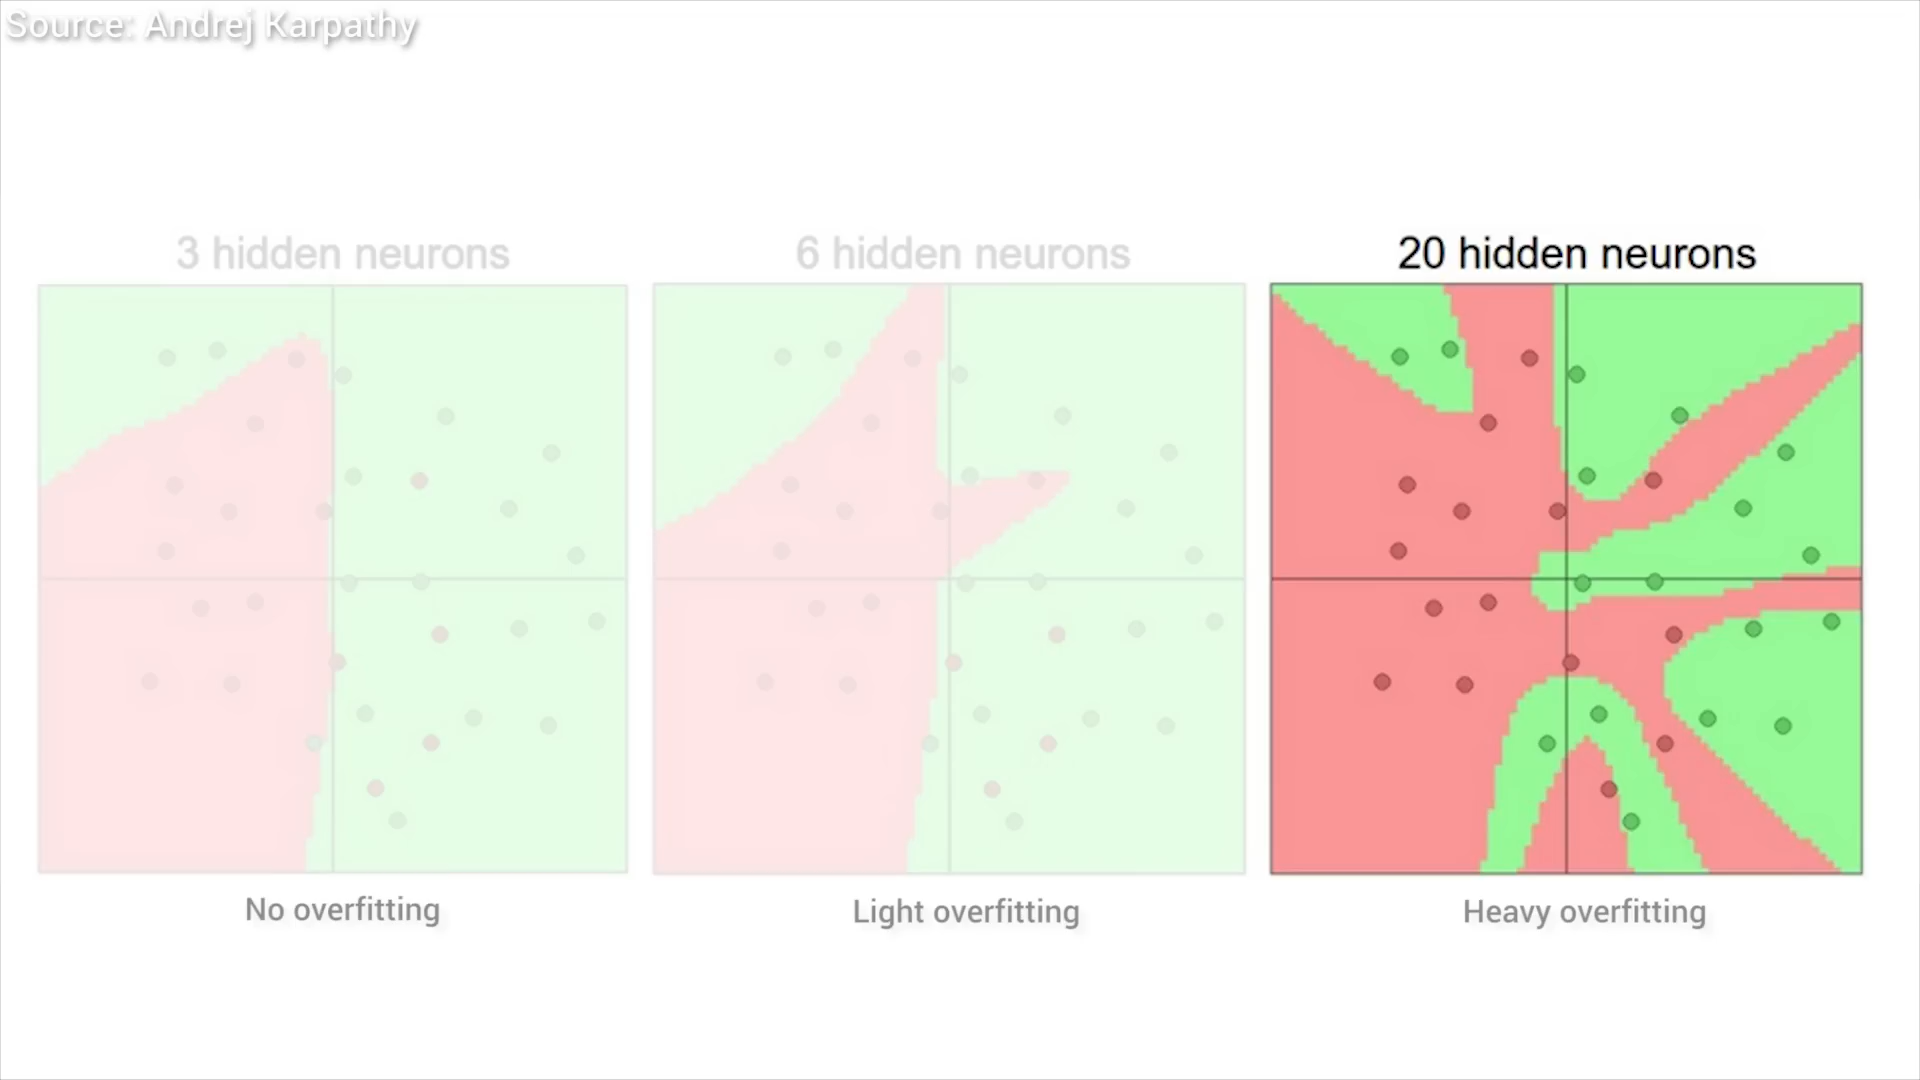 Source: Andrej Karpathy
3 hidden neurons
6 hidden neurons
20 hidden neurons
No overfitting
Light overfitting
Heavy overfitting